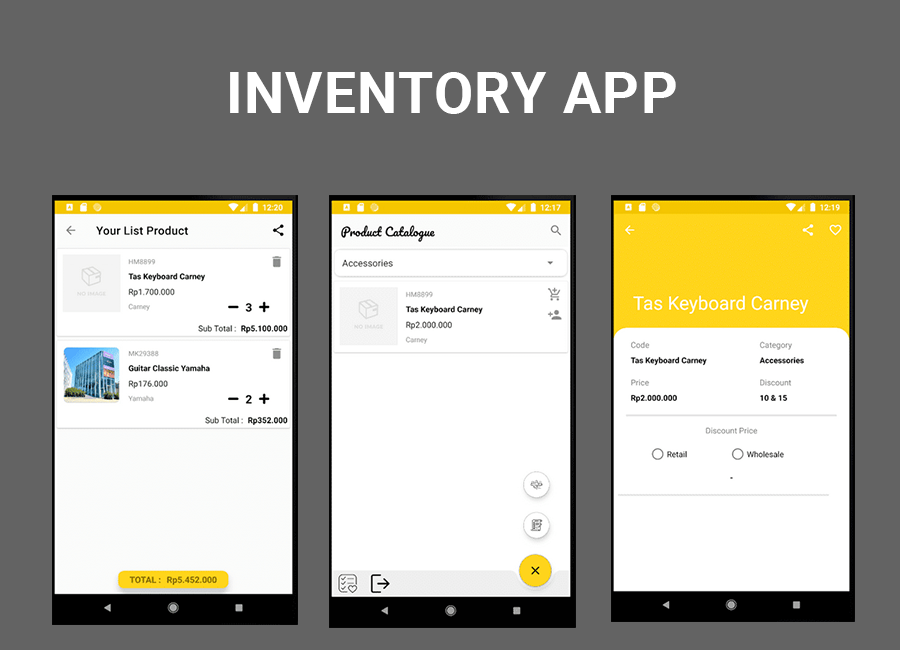 INVENTORY APP
12:20
Your List Product
HM8899
Tas Keyboard Carney
Rp1.700.000
Carney
3
Sub Total : Rp5.100.000
NO IMAGE
MK29388
Guitar Classic Yamaha
Rp176.000
Yamaha
2
Sub Total : Rp352.000
TOTAL : Rp5.452.000
12:17
Product Catalogue
Accessories
HM8899
Tas Keyboard Carney
Rp2.000.000
Carney
NO IMAGE
12:19
Tas Keyboard Carney
Code Category
Tas Keyboard Carney Accessories
Price Discount
Rp2.000.000 10 & 15
Discount Price
Retail Wholesale
-